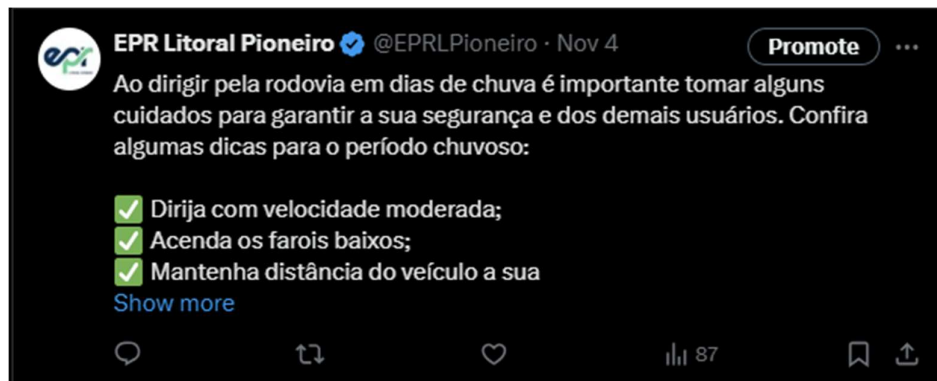 epr
EPR Litoral Pioneiro @EPRLPioneiro · Nov 4
Promote
Ao dirigir pela rodovia em dias de chuva é importante tomar alguns
cuidados para garantir a sua segurança e dos demais usuários. Confira
algumas dicas para o período chuvoso:
Dirija com velocidade moderada;
Acenda os farois baixos;
Mantenha distância do veículo a sua
Show more
87